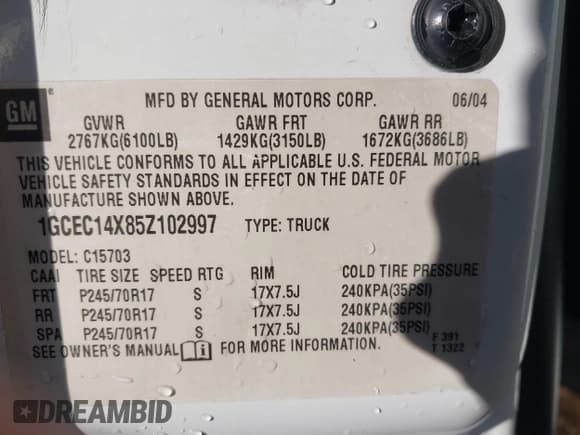 GM ®
MFD BY GENERAL MOTORS CORP. 06/04
GVWR GAWR FRT GAWR RR
2767KG(6100LB) 1429KG(3150LB) 1672KG(3686LB)
THIS VEHICLE CONFORMS TO ALL APPLICABLE U.S. FEDERAL MOTOR
VEHICLE SAFETY STANDARDS IN EFFECT ON THE DATE OF
MANUFACTURE SHOWN ABOVE.
1GCEC14X85Z102997 TYPE: TRUCK
MODEL: C15703
CAAI TIRE SIZE SPEED RTG RIM COLD TIRE PRESSURE
FRT P245/70R17 S 17X7.5J 240KPA(35PSI)
RR P245/70R17 S 17X7.5J 240KPA(35PSI)
SPA P245/70R17 S 17X7.5J 240KPA(35PSI)
SEE OWNER'S MANUAL i FOR MORE INFORMATION.
F 391
T 1322
DREAMBID